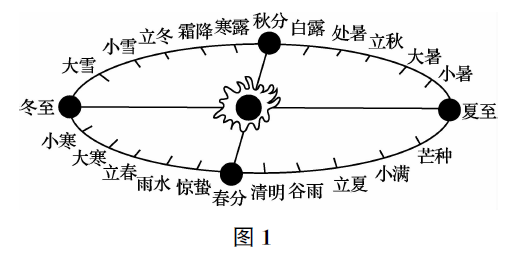 秋分
寒露
白露
霜降
处暑
立冬
立秋
小雪
大暑
大雪
小暑
冬至
夏至
小寒
芒种
大寒
小满
立春
立夏
雨水
谷雨
惊蛰
清明
春分
图1